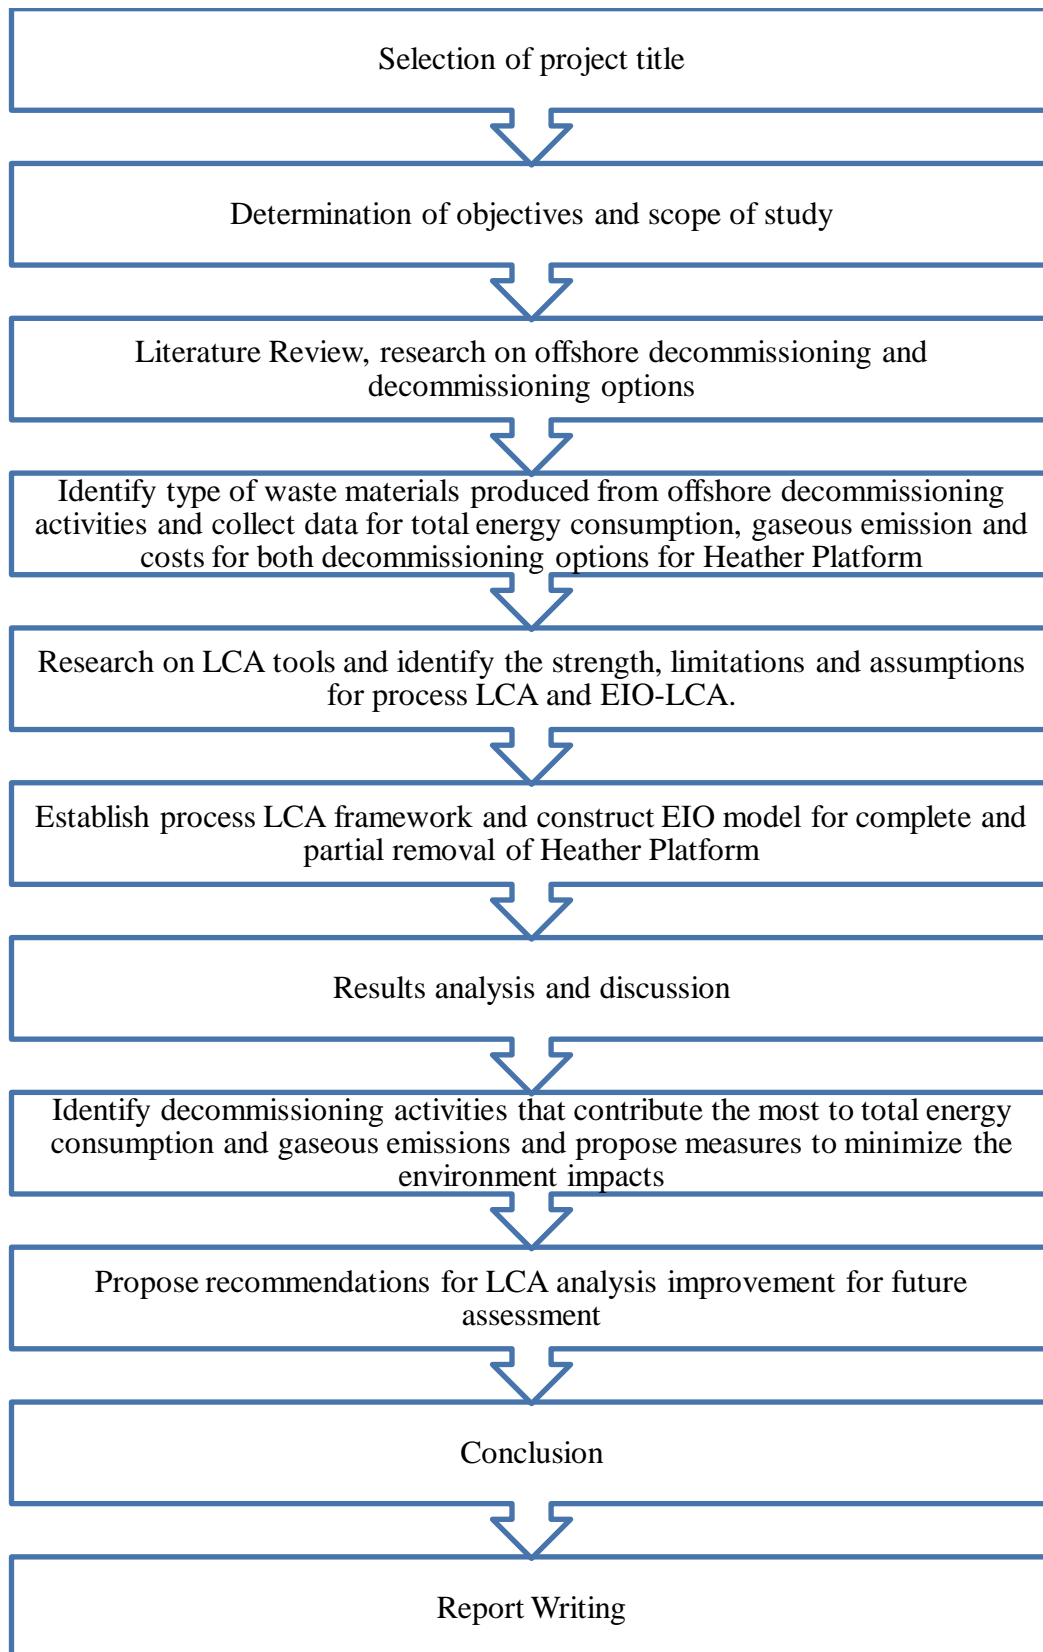 Selection of project title
Determination of objectives and scope of study
Literature Review, research on offshore decommissioning and
decommissioning options
Identify type of waste materials produced from offshore decommissioning
activities and collect data for total energy consumption, gaseous emission and
costs for both decommissioning options for Heather Platform
Research on LCA tools and identify the strength, limitations and assumptions
for process LCA and EIO-LCA.
Establish process LCA framework and construct EIO model for complete and
partial removal of Heather Platform
Results analysis and discussion
Identify decommissioning activities that contribute the most to total energy
consumption and gaseous emissions and propose measures to minimize the
environment impacts
Propose recommendations for LCA analysis improvement for future
assessment
Conclusion
Report Writing